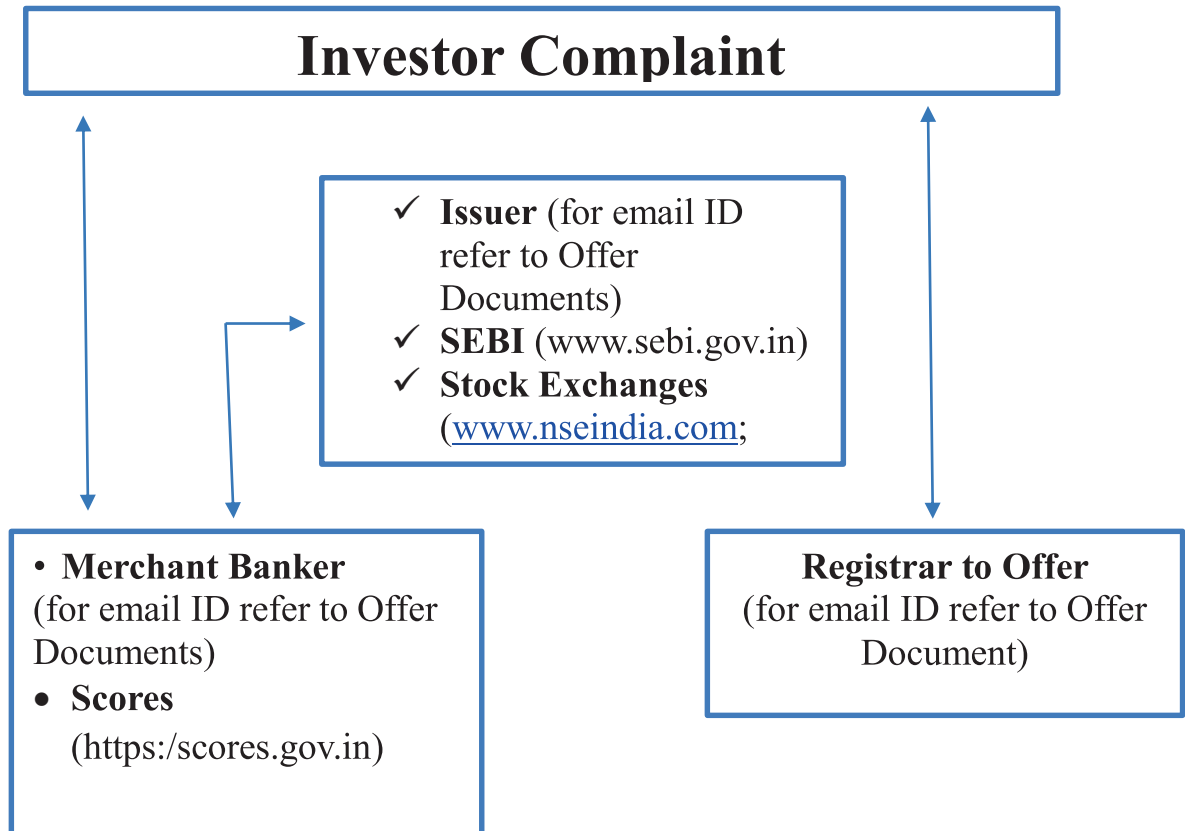 Investor Complaint
✓ Issuer (for email ID
refer to Offer
Documents)
✓ SEBI (www.sebi.gov.in)
✓ Stock Exchanges
(www.nseindia.com;
• Merchant Banker
(for email ID refer to Offer
Documents)
• Scores
(https:/scores.gov.in)
Registrar to Offer
(for email ID refer to Offer
Document)